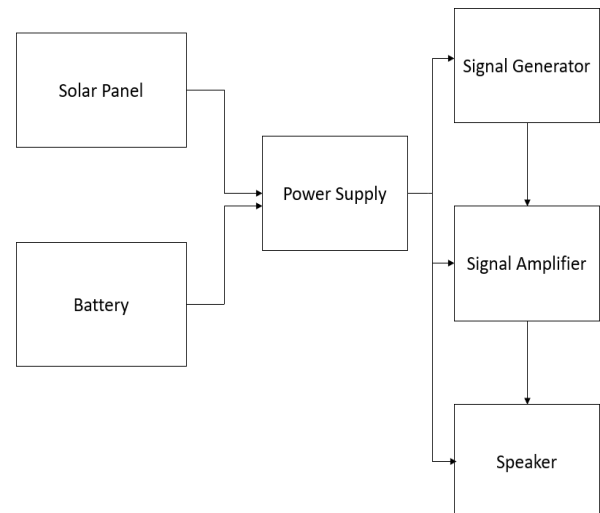 Solar Panel
Battery
Power Supply
Signal Generator
Signal Amplifier
Speaker